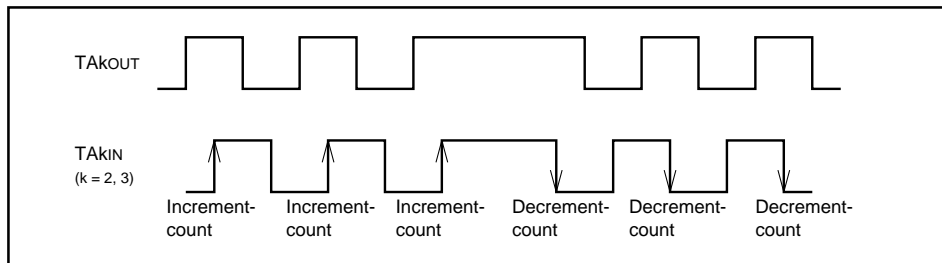 TAkOUT
TAkIN
(k = 2, 3)
Increment-
count
Increment-
count
Increment-
count
Decrement-
count
Decrement-
count
Decrement-
count